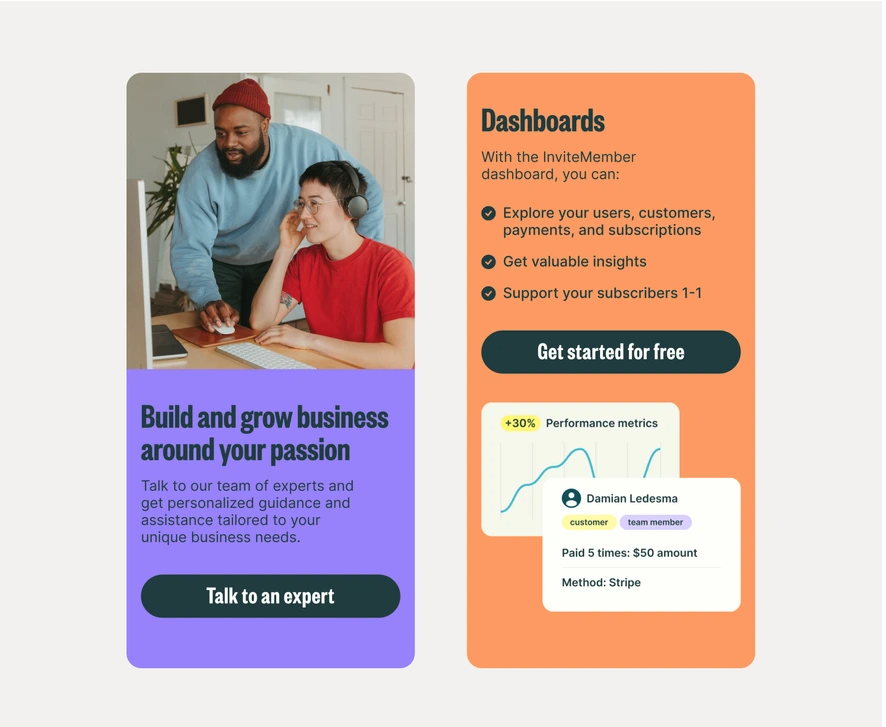 Build and grow business
around your passion
Talk to our team of experts and
get personalized guidance and
assistance tailored to your
unique business needs.
Talk to an expert
Dashboards
With the InviteMember
dashboard, you can:
Explore your users, customers,
payments, and subscriptions
Get valuable insights
Support your subscribers 1-1
Get started for free
+30% Performance metrics
Damian Ledesma
customer team member
Paid 5 times: $50 amount
Method: Stripe